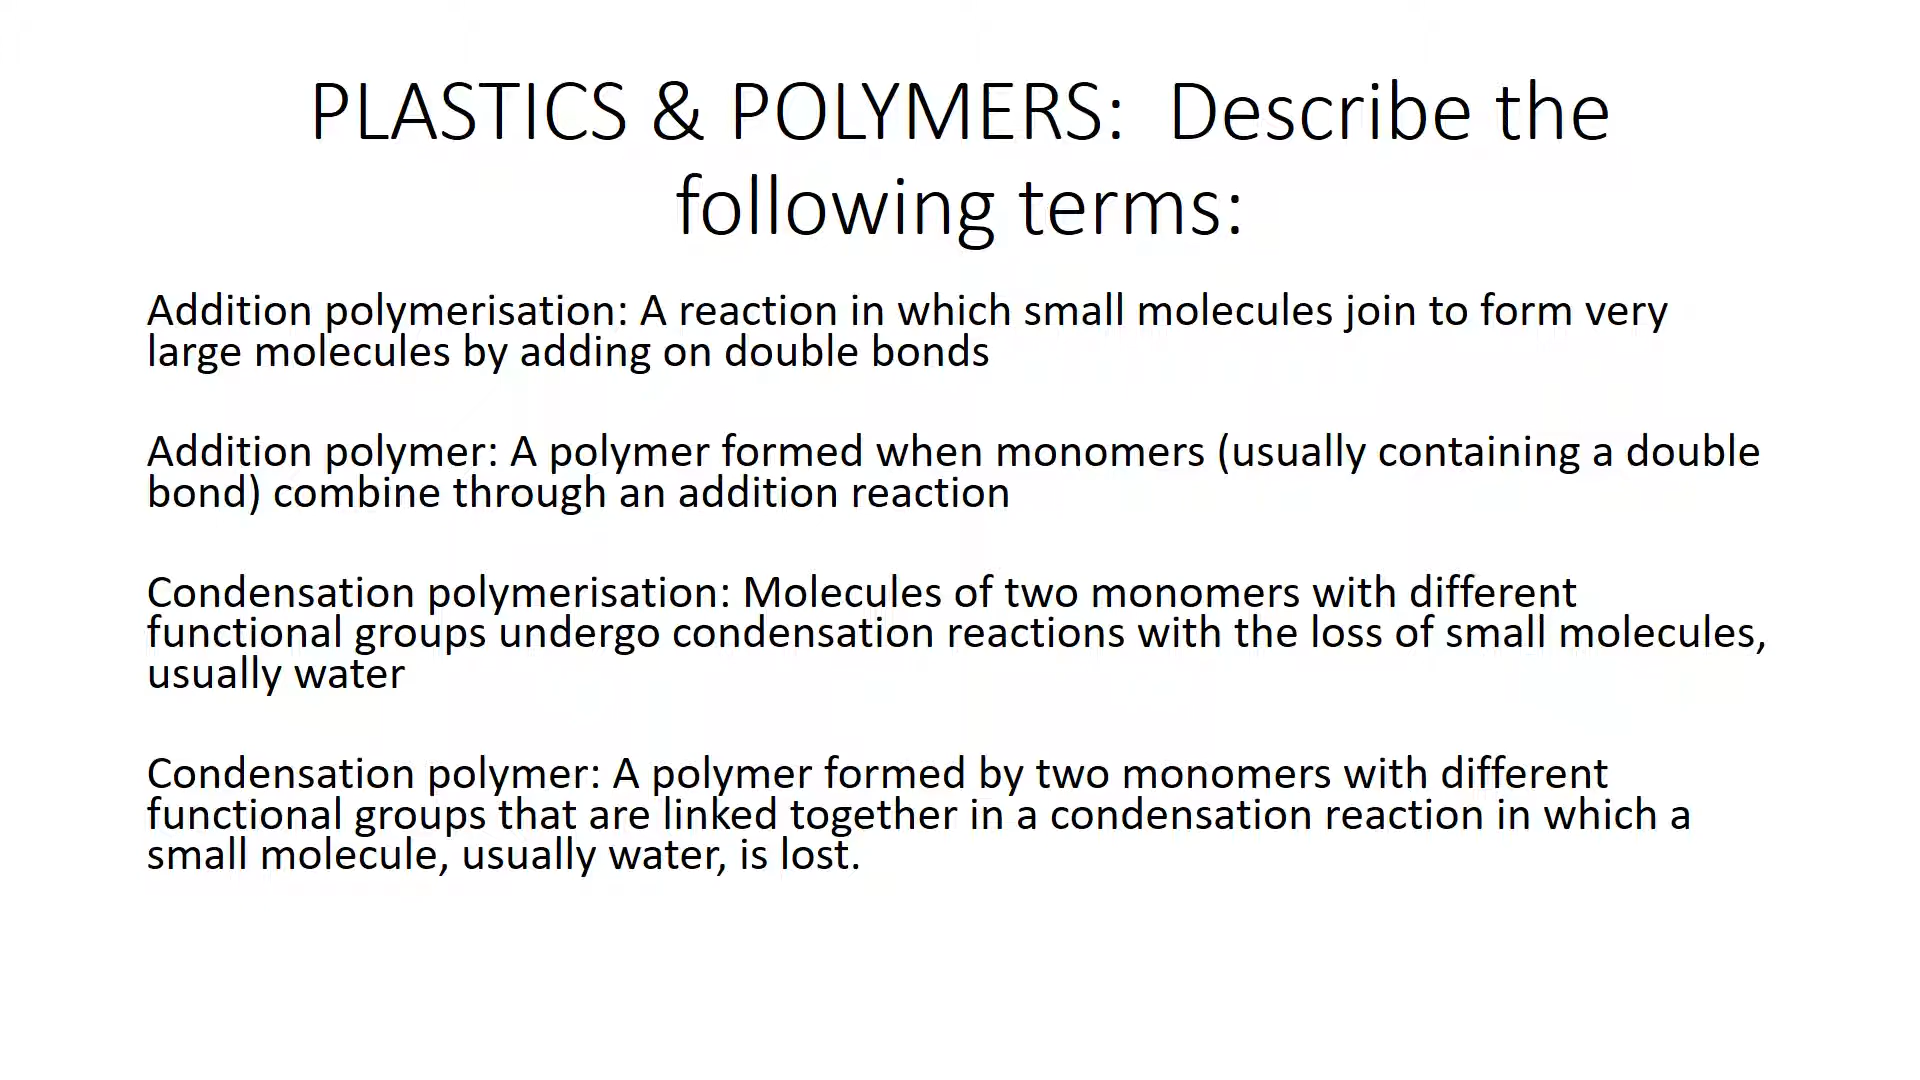 PLASTICS & POLYMERS:  Describe the
following terms:
Addition polymerisation: A reaction in which small molecules join to form very
large molecules by adding on double bonds
Addition polymer: A polymer formed when monomers (usually containing a double
bond) combine through an addition reaction
Condensation polymerisation: Molecules of two monomers with different
functional groups undergo condensation reactions with the loss of small molecules,
usually water
Condensation polymer: A polymer formed by two monomers with different
functional groups that are linked together in a condensation reaction in which a
small molecule, usually water, is lost.